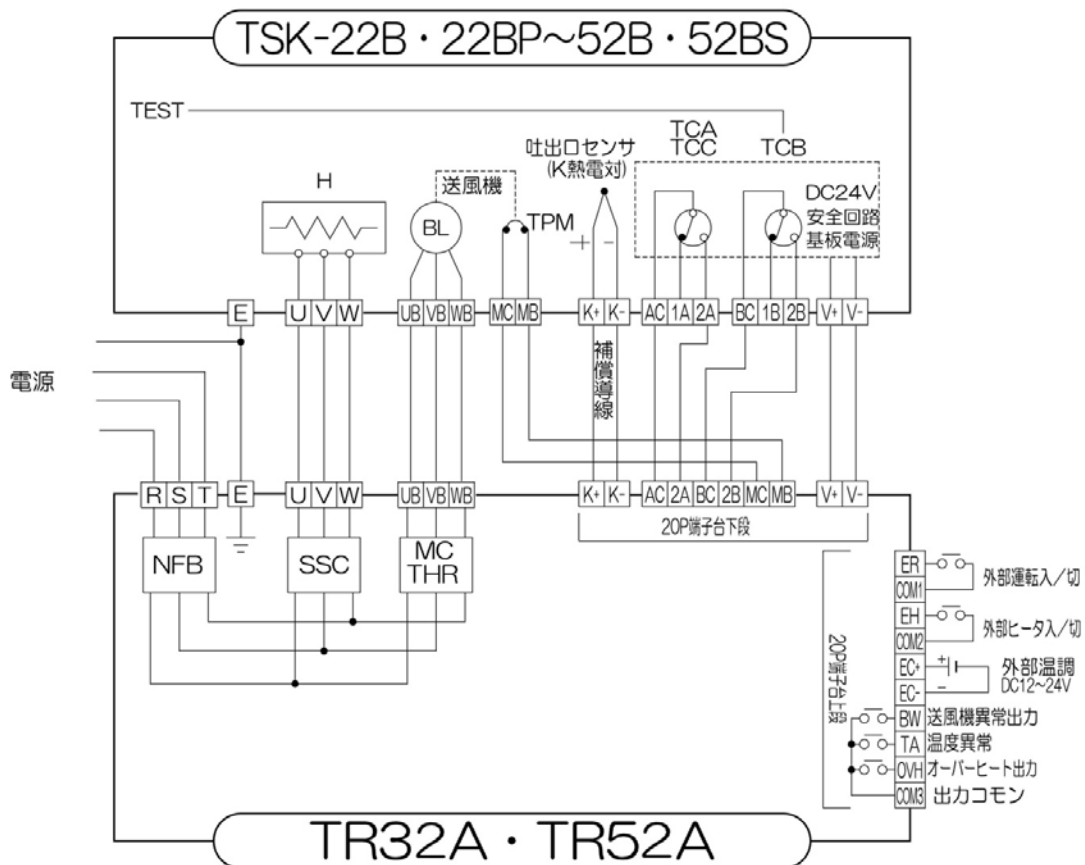 TSK-22B・22BP～52B・52BS
TEST
TCA
TCC
TCB
吐出口センサ
(K熱電対)
H
送風機
BL
TPM
DC24V
安全回路
基板電源
+ -
E U V W UB VB WB MC MB K+ K- AC 1A 2A BC 1B 2B V+ V-
補償導線
電源
R S T E U V W UB VB WB K+ K- AC 2A BC 2B MC MB V+ V-
20P端子台下段
NFB
SSC
MC
THR
20P端子台上段
ER
COM1
外部運転入/切
EH
COM2
外部ヒータ入/切
EC+
EC-
+
-
外部温調
DC12~24V
BW 送風機異常出力
TA 温度異常
OVH オーバーヒート出力
COM3 出力コモン
TR32A・TR52A